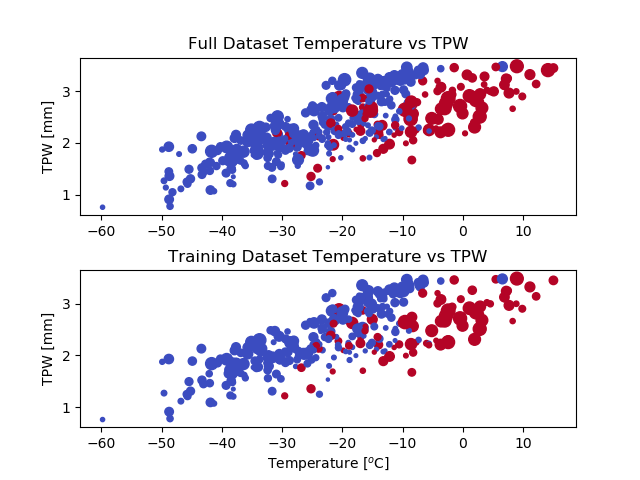 Full Dataset Temperature vs TPW
TPW [mm]
3
2
1
−60 −50 −40 −30 −20 −10 0 10
Training Dataset Temperature vs TPW
TPW [mm]
3
2
1
−60 −50 −40 −30 −20 −10 0 10
Temperature [°C]